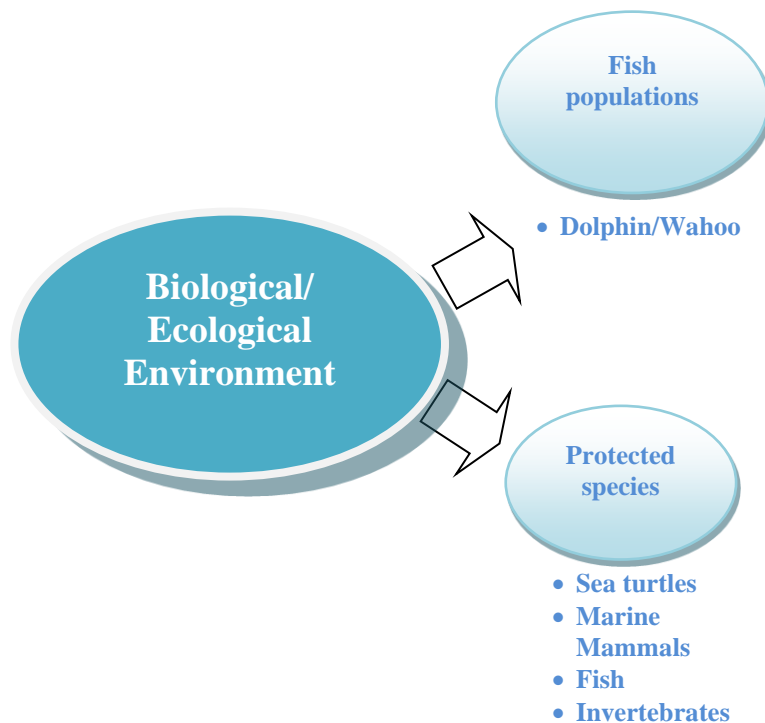 Fish
populations
• Dolphin/Wahoo
Biological/
Ecological
Environment
Protected
species
• Sea turtles
• Marine
Mammals
• Fish
• Invertebrates